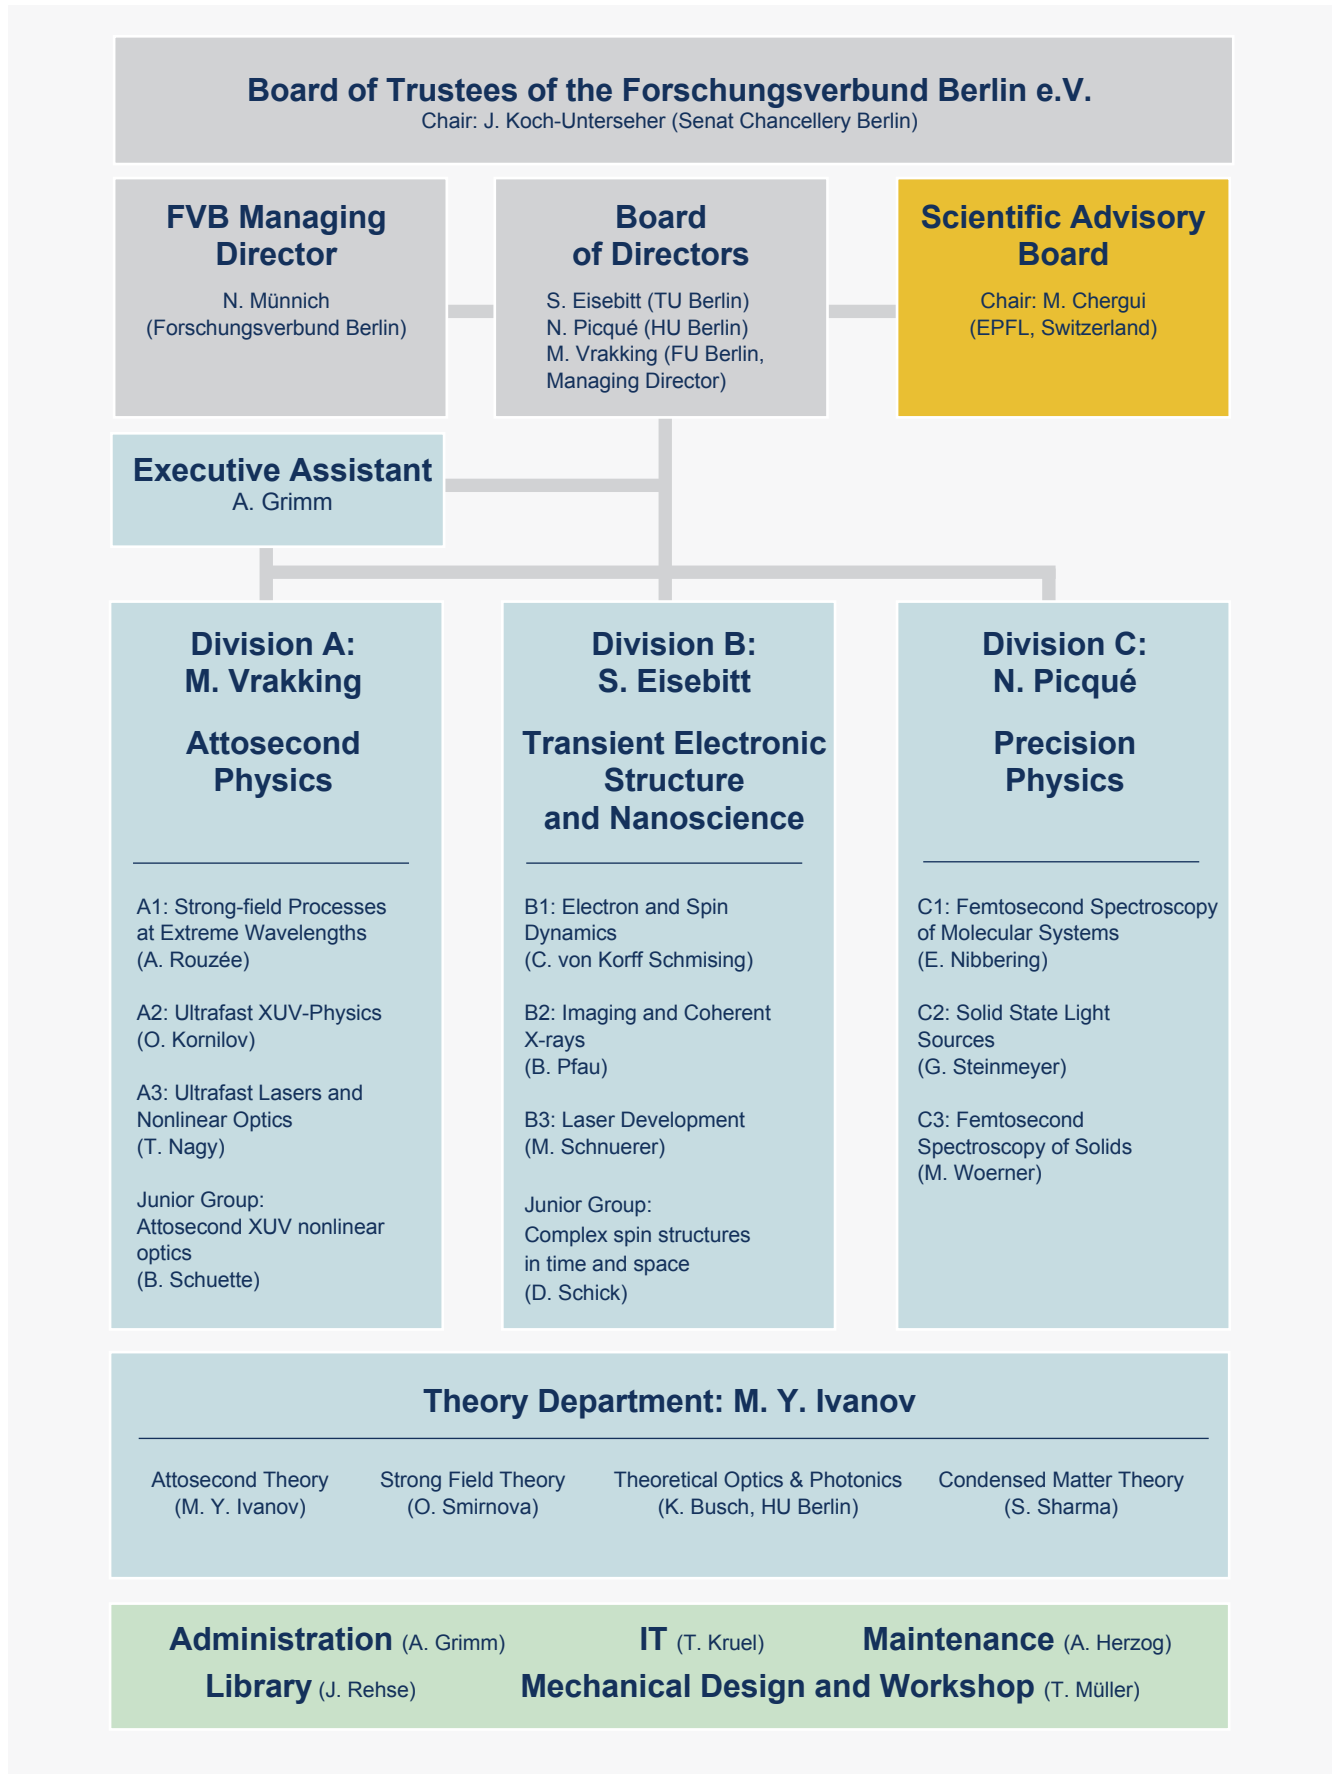 Board of Trustees of the Forschungsverbund Berlin e.V.
Chair: J. Koch-Unterseher (Senat Chancellery Berlin)
FVB Managing
Director
N. Münnich
(Forschungsverbund Berlin)
Board
of Directors
S. Eisebitt (TU Berlin)
N. Picqué (HU Berlin)
M. Vrakking (FU Berlin,
Managing Director)
Scientific Advisory
Board
Chair: M. Chergui
(EPFL, Switzerland)
Executive Assistant
A. Grimm
Division A:
M. Vrakking
Attosecond
Physics
A1: Strong-field Processes
at Extreme Wavelengths
(A. Rouzée)
A2: Ultrafast XUV-Physics
(O. Kornilov)
A3: Ultrafast Lasers and
Nonlinear Optics
(T. Nagy)
Junior Group:
Attosecond XUV nonlinear
optics
(B. Schuette)
Division B:
S. Eisebitt
Transient Electronic
Structure
and Nanoscience
B1: Electron and Spin
Dynamics
(C. von Korff Schmising)
B2: Imaging and Coherent
X-rays
(B. Pfau)
B3: Laser Development
(M. Schnuerer)
Junior Group:
Complex spin structures
in time and space
(D. Schick)
Division C:
N. Picqué
Precision
Physics
C1: Femtosecond Spectroscopy
of Molecular Systems
(E. Nibbering)
C2: Solid State Light
Sources
(G. Steinmeyer)
C3: Femtosecond
Spectroscopy of Solids
(M. Woerner)
Theory Department: M. Y. Ivanov
Attosecond Theory
(M. Y. Ivanov)
Strong Field Theory
(O. Smirnova)
Theoretical Optics & Photonics
(K. Busch, HU Berlin)
Condensed Matter Theory
(S. Sharma)
Administration (A. Grimm) IT (T. Kruel) Maintenance (A. Herzog)
Library (J. Rehse) Mechanical Design and Workshop (T. Müller)